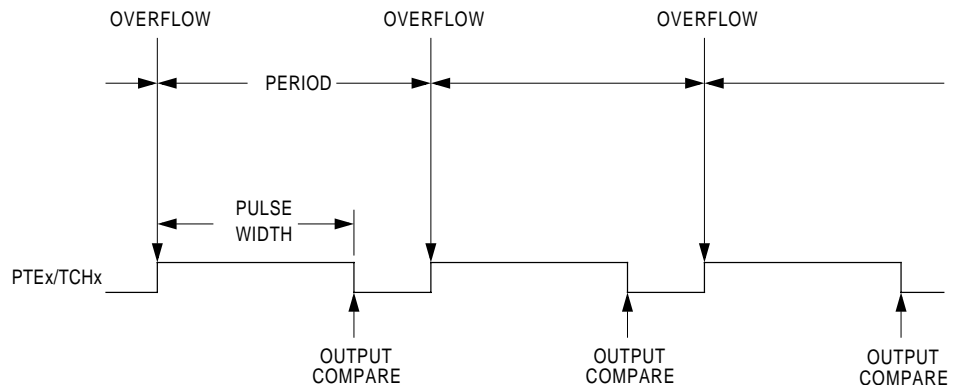 OVERFLOW OVERFLOW OVERFLOW
PERIOD
PULSE
WIDTH
PTEx/TCHx
OUTPUT
COMPARE
OUTPUT
COMPARE
OUTPUT
COMPARE